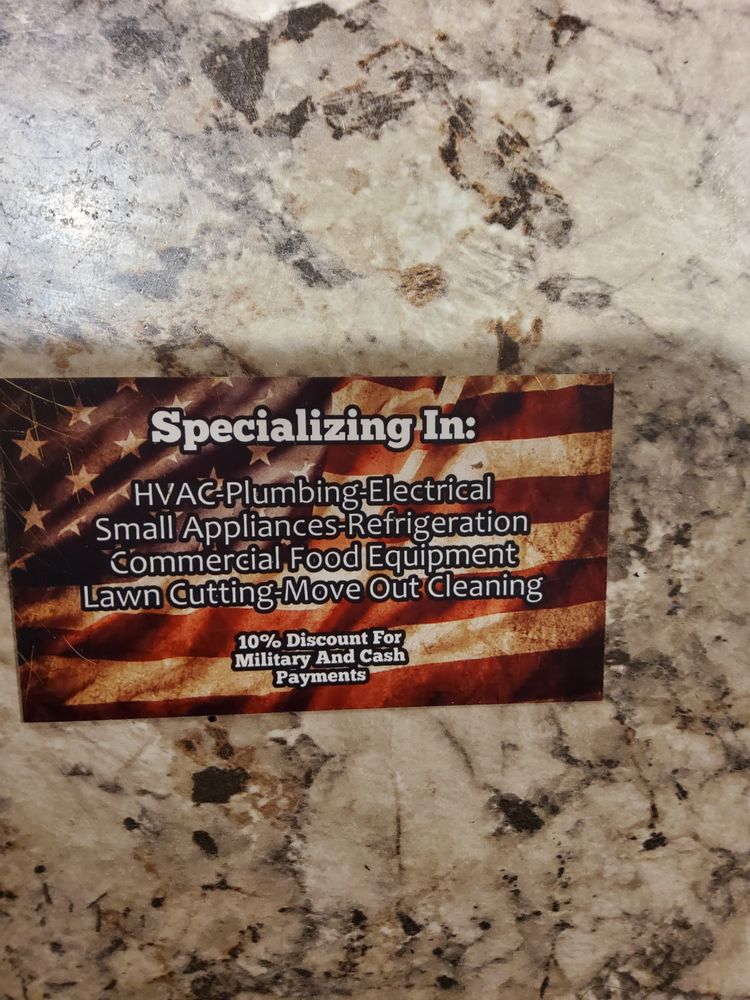 Specializing In:
HVAC-Plumbing-Electrical
Small Appliances-Refrigeration
Commercial Food Equipment
Lawn Cutting-Move Out Cleaning
10% Discount For
Military And Cash
Payments